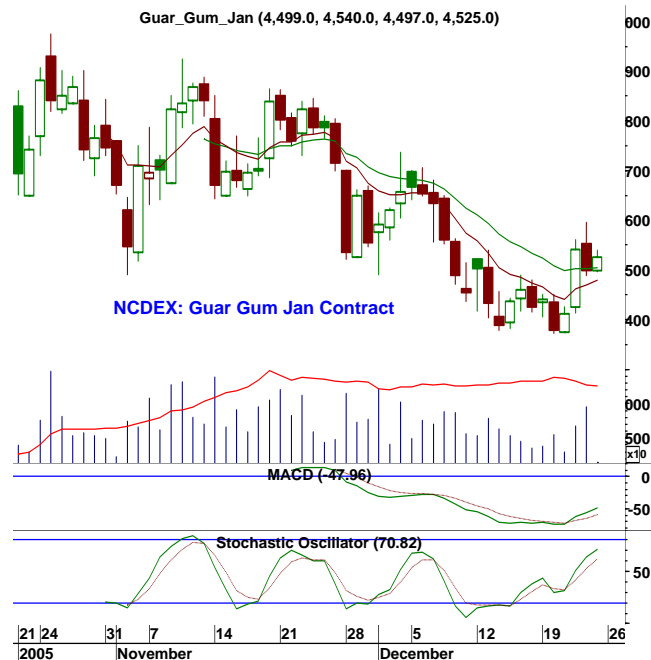 Guar_Gum_Jan (4,499.0, 4,540.0, 4,497.0, 4,525.0)
900
800
700
600
500
400
NCDEX: Guar Gum Jan Contract
500
x10
MACD (-47.96)
0
-50
Stochastic Oscillator (70.82)
50
21 24 31 7 14 21 28 5 12 19 26
2005 November December